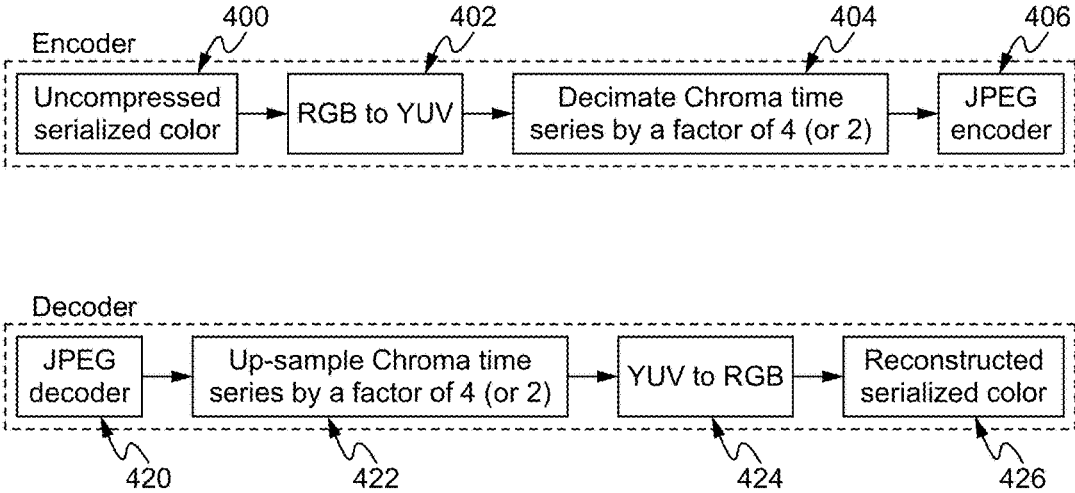 400
402
404
406
Encoder
Uncompressed
serialized color
RGB to YUV
Decimate Chroma time
series by a factor of 4 (or 2)
JPEG
encoder
Decoder
JPEG
decoder
Up-sample Chroma time
series by a factor of 4 (or 2)
YUV to RGB
Reconstructed
serialized color
420
422
424
426